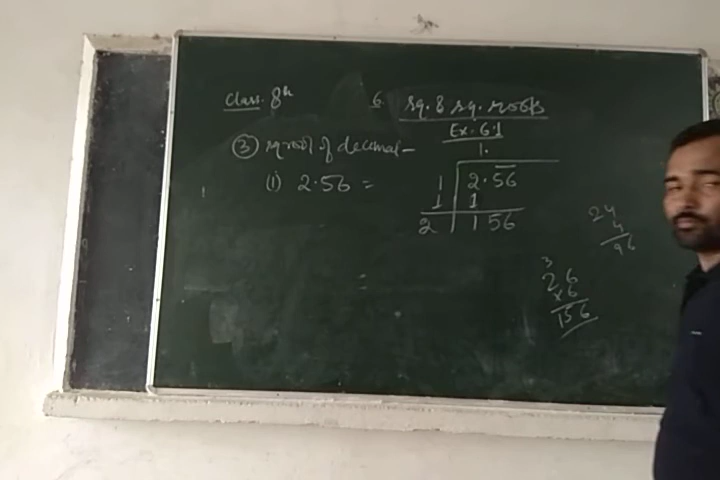 Class. 8th
6. sq. & sq. roots
Ex. 6.1
③ sq root of decimal –
(i) 2.56 =
1.
1 | 2.56
1 | 1
2 | 156
24
4
96
3
26
×6
156
=